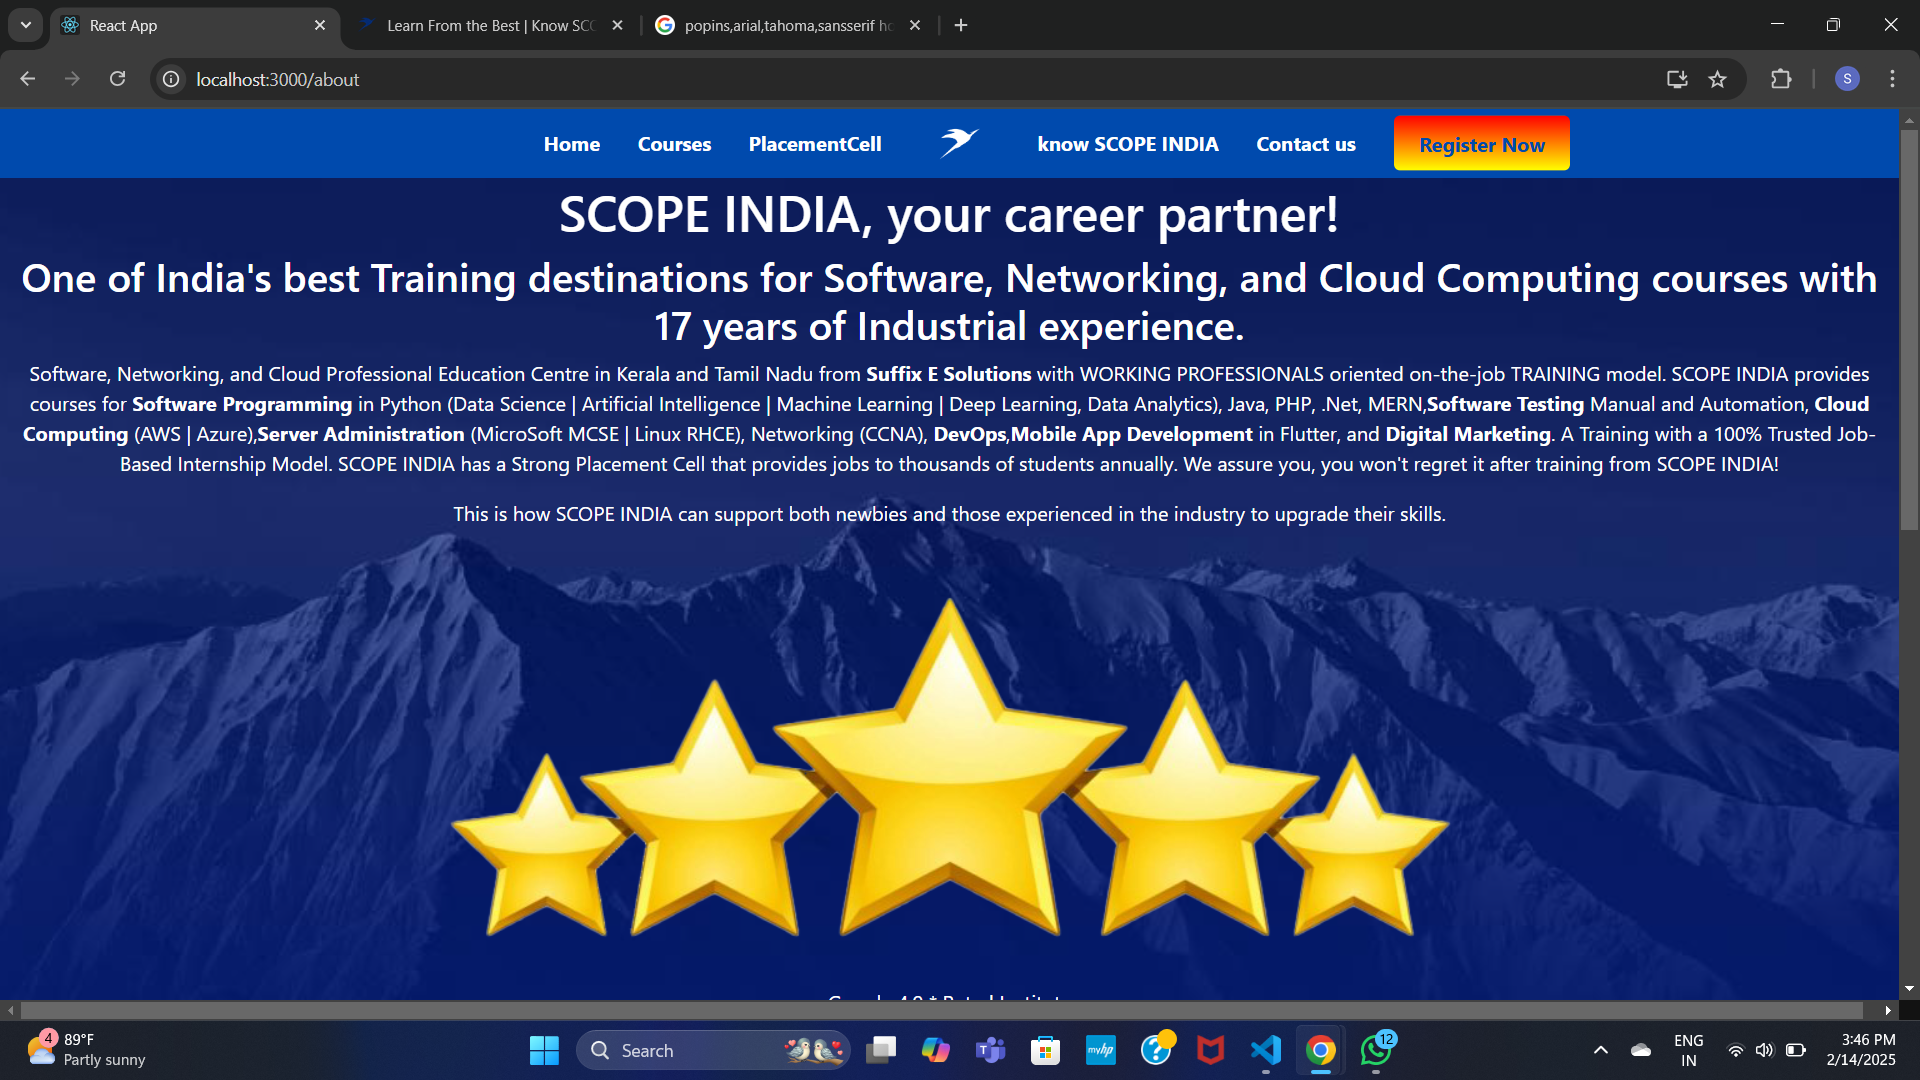 React App
Learn From the Best | Know SCO
popins,arial,tahoma,sansserif ho
localhost:3000/about
S
Home Courses PlacementCell know SCOPE INDIA Contact us Register Now
SCOPE INDIA, your career partner!
One of India's best Training destinations for Software, Networking, and Cloud Computing courses with
17 years of Industrial experience.
Software, Networking, and Cloud Professional Education Centre in Kerala and Tamil Nadu from Suffix E Solutions with WORKING PROFESSIONALS oriented on-the-job TRAINING model. SCOPE INDIA provides
courses for Software Programming in Python (Data Science | Artificial Intelligence | Machine Learning | Deep Learning, Data Analytics), Java, PHP, .Net, MERN,Software Testing Manual and Automation, Cloud
Computing (AWS | Azure),Server Administration (MicroSoft MCSE | Linux RHCE), Networking (CCNA), DevOps,Mobile App Development in Flutter, and Digital Marketing. A Training with a 100% Trusted Job-
Based Internship Model. SCOPE INDIA has a Strong Placement Cell that provides jobs to thousands of students annually. We assure you, you won't regret it after training from SCOPE INDIA!
This is how SCOPE INDIA can support both newbies and those experienced in the industry to upgrade their skills.
4
89°F
Partly sunny
Search
myhp
12
ENG
IN
3:46 PM
2/14/2025